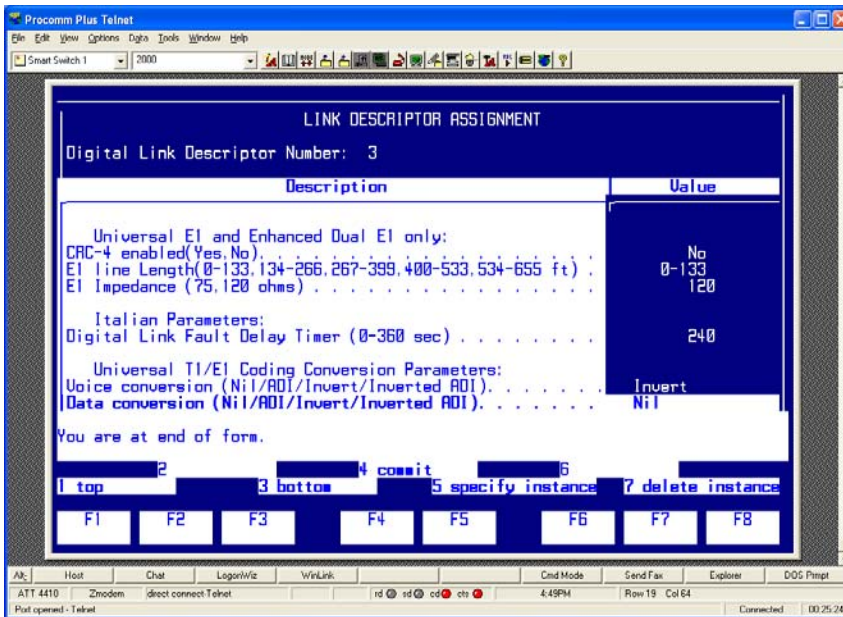 Procomm Plus Telnet
File Edit View Options Data Tools Window Help
Smart Switch 1 2000
LINK DESCRIPTOR ASSIGNMENT
Digital Link Descriptor Number: 3
Description Value
Universal E1 and Enhanced Dual E1 only:
CRC-4 enabled(Yes,No). . . . . . . . . . . . . . . . . . . No
E1 line Length(0-133,134-266,267-399,400-533,534-655 ft) . 0-133
E1 Impedance (75,120 ohms) . . . . . . . . . . . . . . . . 120
Italian Parameters:
Digital Link Fault Delay Timer (0-360 sec) . . . . . . . . 240
Universal T1/E1 Coding Conversion Parameters:
Voice conversion (Nil/ADI/Invert/Inverted ADI). . . . . . . Invert
Data conversion (Nil/ADI/Invert/Inverted ADI). . . . . . . Nil
You are at end of form.
2 4 commit 6
1 top 3 bottom 5 specify instance 7 delete instance
F1 F2 F3 F4 F5 F6 F7 F8
Host Chat LogonWiz WinLink Cmd Mode Send Fax Explorer DOS Prmpt
ATT 4410 Zmodem direct connect-Telnet rd sd cd cts 4:49PM Row 19 Col 64
Port opened - Telnet Connected 00:25:24